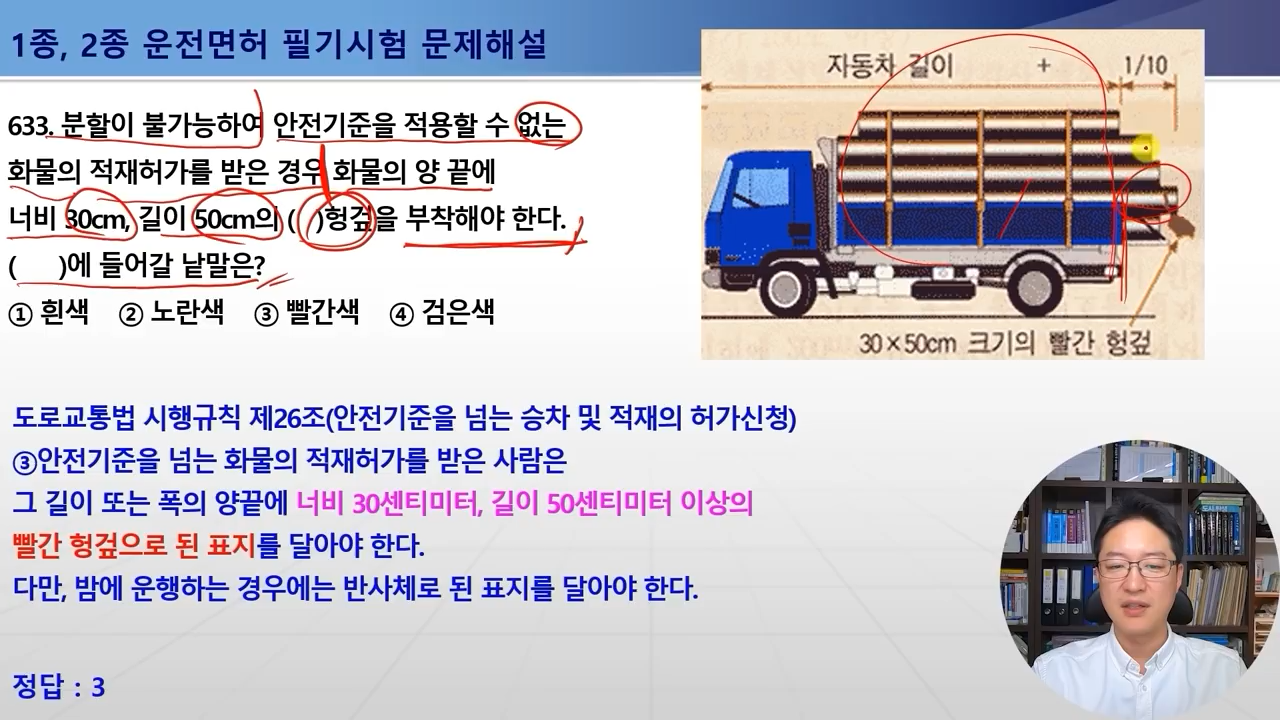 1종, 2종 운전면허 필기시험 문제해설
633. 분할이 불가능하여 안전기준을 적용할 수 없는
화물의 적재허가를 받은 경우 화물의 양 끝에
너비 30cm, 길이 50cm의 ( )헝겊을 부착해야 한다.
( )에 들어갈 낱말은?
① 흰색 ② 노란색 ③ 빨간색 ④ 검은색
자동차 길이 + 1/10
30×50cm 크기의 빨간 헝겊
도로교통법 시행규칙 제26조(안전기준을 넘는 승차 및 적재의 허가신청)
③안전기준을 넘는 화물의 적재허가를 받은 사람은
그 길이 또는 폭의 양끝에 너비 30센티미터, 길이 50센티미터 이상의
빨간 헝겊으로 된 표지를 달아야 한다.
다만, 밤에 운행하는 경우에는 반사체로 된 표지를 달아야 한다.
정답 : 3